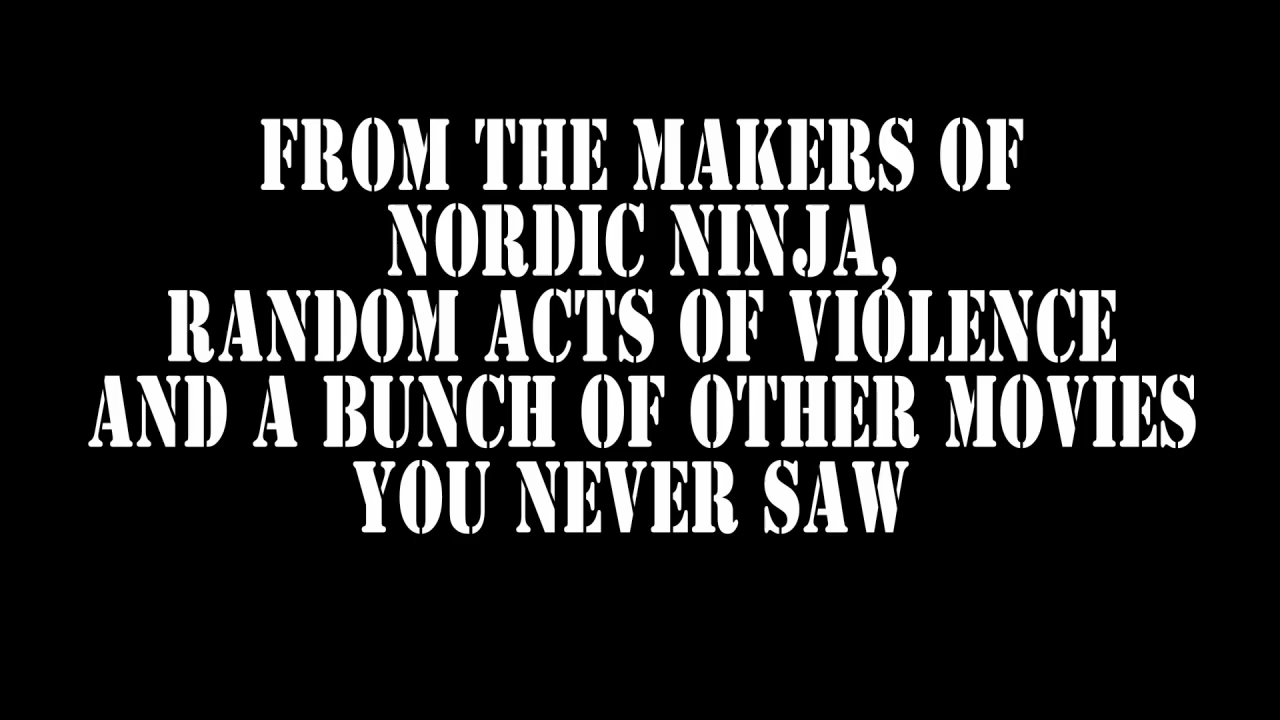 FROM THE MAKERS OF
NORDIC NINJA,
RANDOM ACTS OF VIOLENCE
AND A BUNCH OF OTHER MOVIES
YOU NEVER SAW